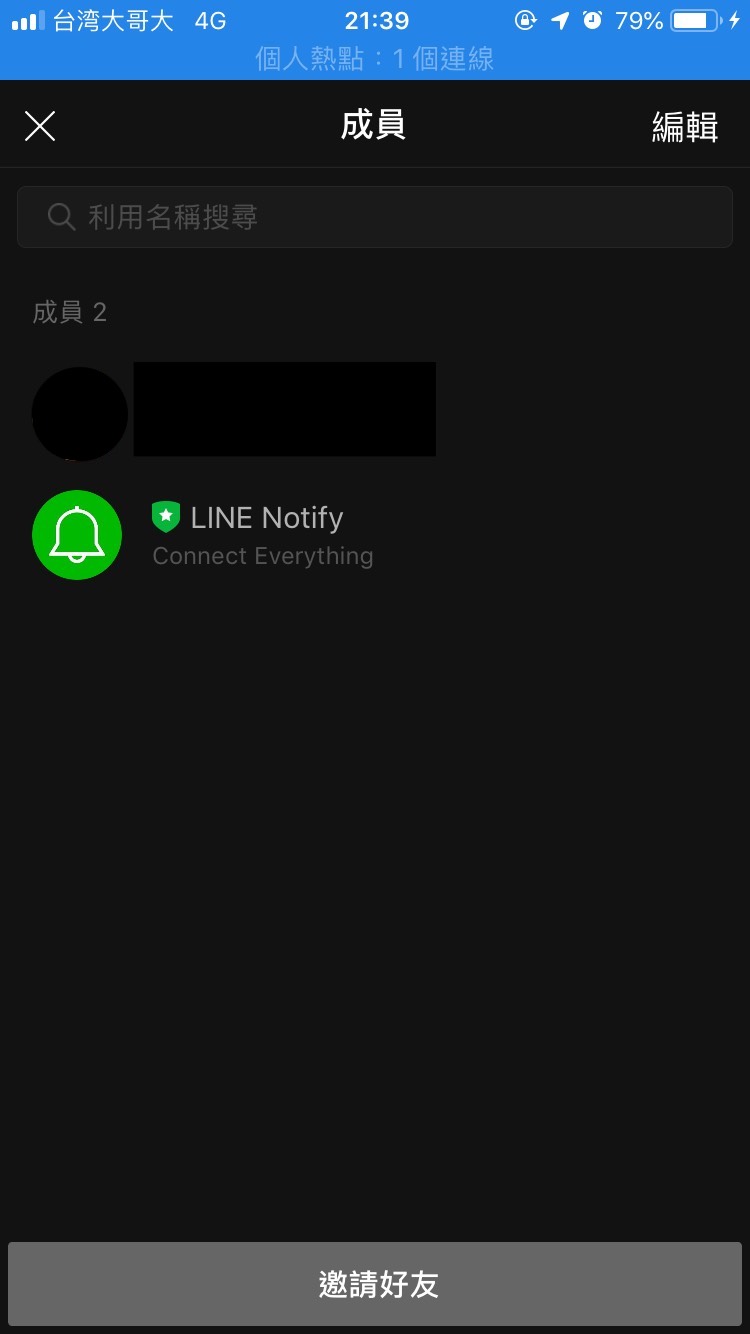 台湾大哥大 4G 21:39 79%
個人熱點：1 個連線
成員 編輯
利用名稱搜尋
成員 2
LINE Notify
Connect Everything
邀請好友